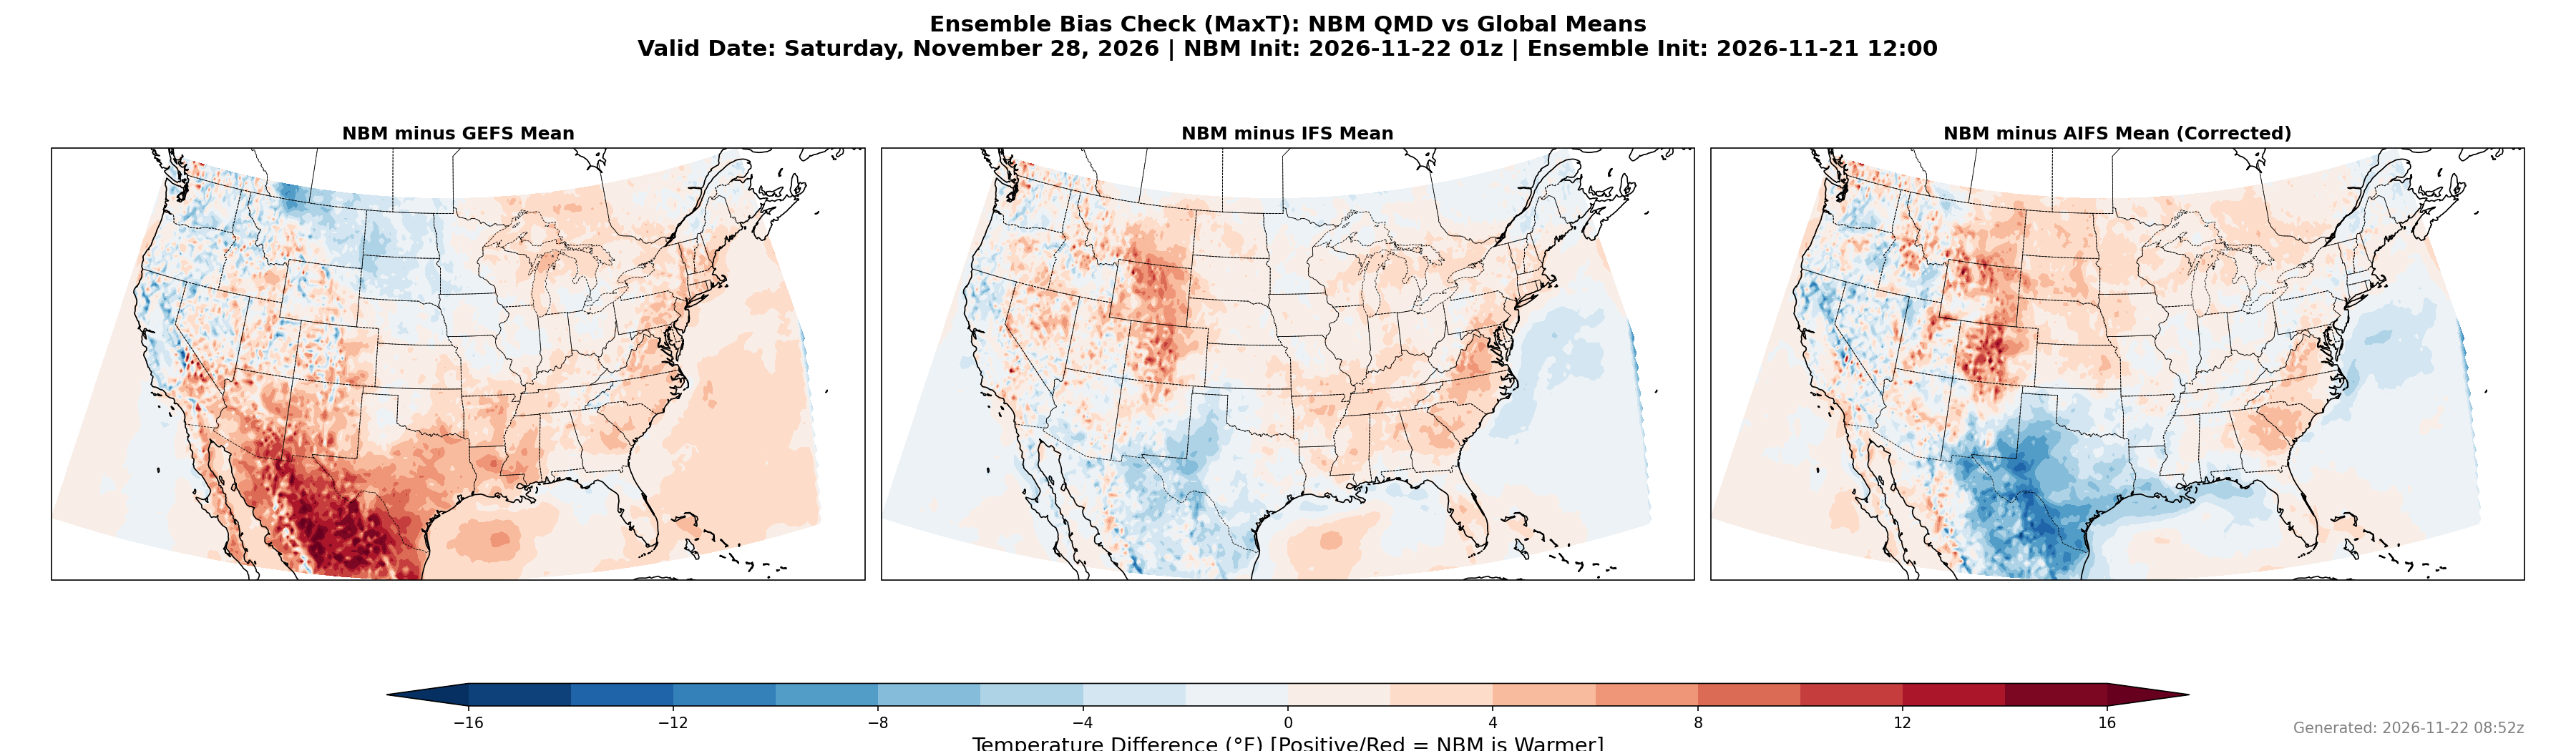 Ensemble Bias Check (MaxT): NBM QMD vs Global Means
Valid Date: Saturday, November 28, 2026 | NBM Init: 2026-11-22 01z | Ensemble Init: 2026-11-21 12:00
NBM minus GEFS Mean
NBM minus IFS Mean
NBM minus AIFS Mean (Corrected)
−16 −12 −8 −4 0 4 8 12 16
Generated: 2026-11-22 08:52z
Temperature Difference (°F) [Positive/Red = NBM is Warmer]